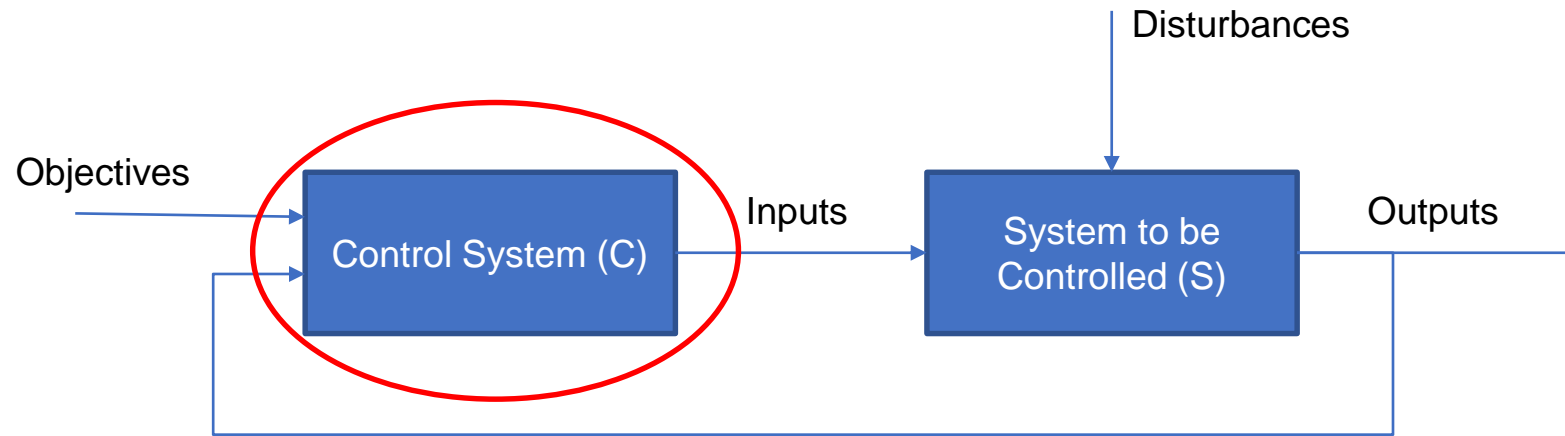 Disturbances
Objectives
Control System (C)
Inputs
System to be
Controlled (S)
Outputs